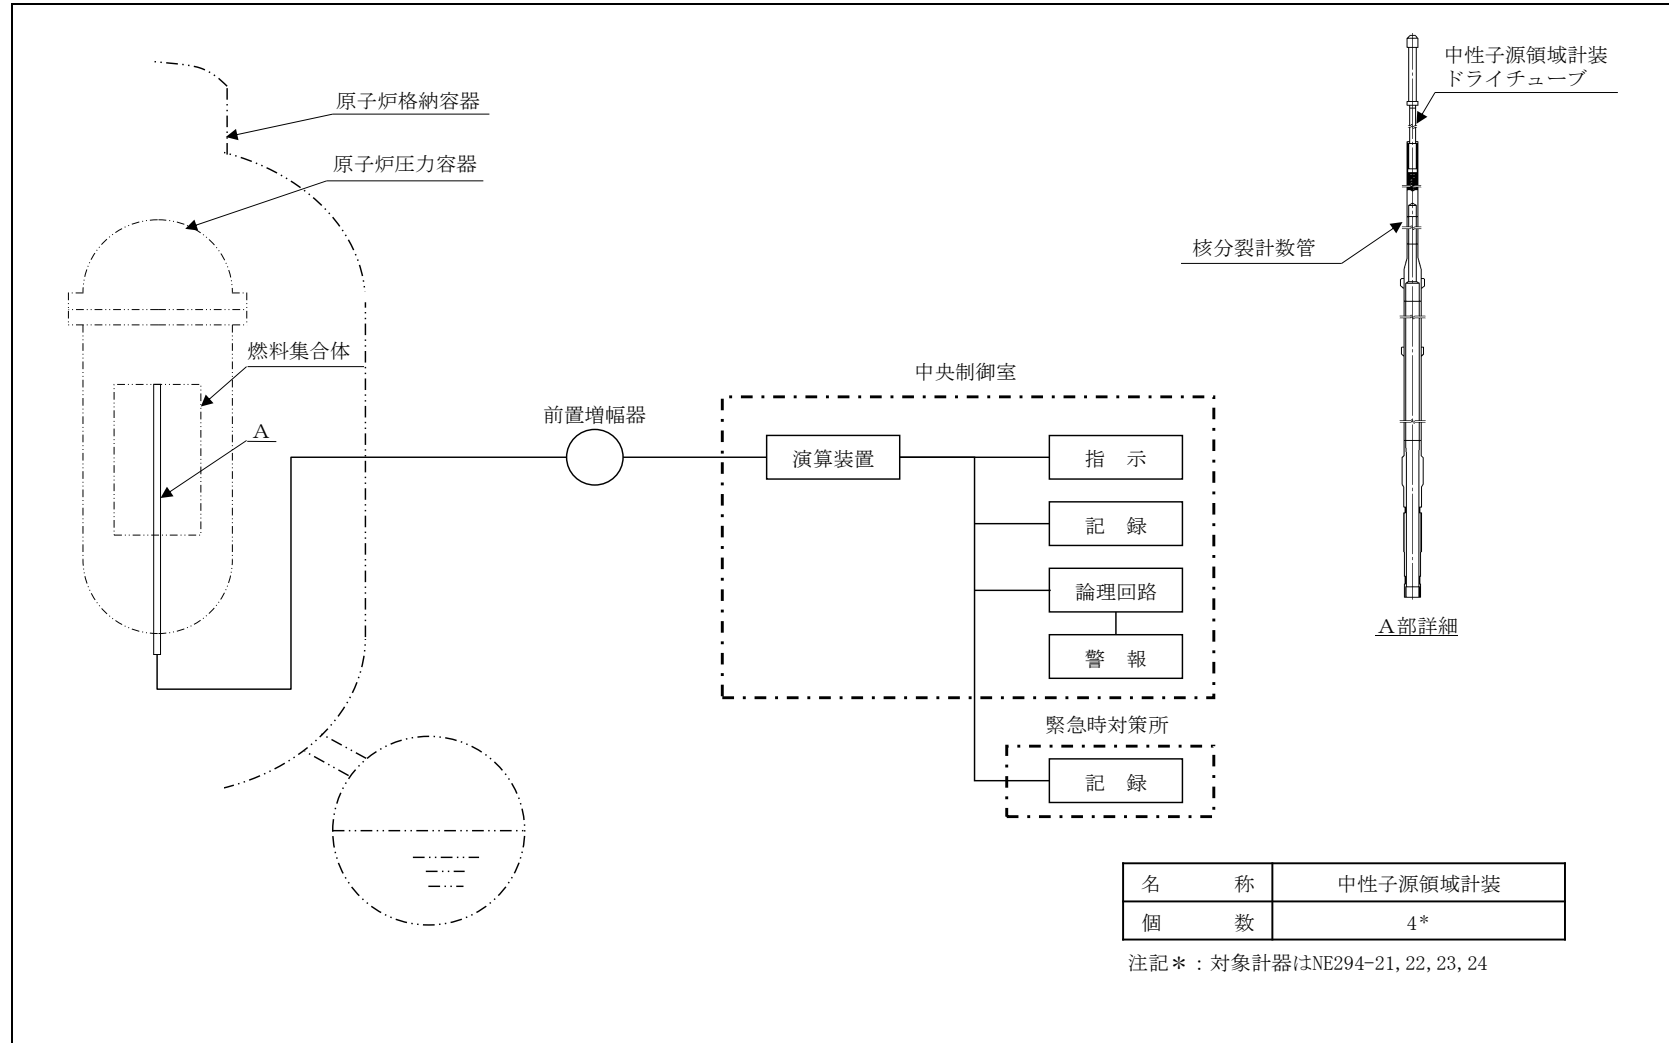 原子炉格納容器
原子炉圧力容器
燃料集合体
A
前置増幅器
中央制御室
演算装置
指 示
記 録
論理回路
警 報
緊急時対策所
記 録
中性子源領域計装
ドライチューブ
核分裂計数管
A部詳細
名 称 中性子源領域計装
個 数 4*
注記*:対象計器はNE294-21,22,23,24